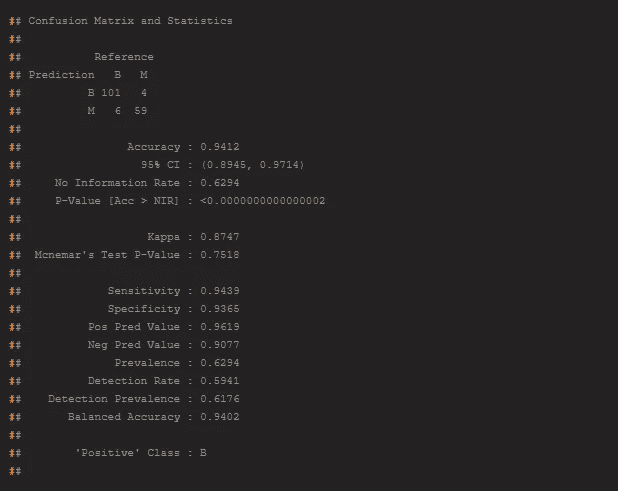 ## Confusion Matrix and Statistics
##
##           Reference
## Prediction   B   M
##          B 101   4
##          M   6  59
##
##                Accuracy : 0.9412
##                  95% CI : (0.8945, 0.9714)
##     No Information Rate : 0.6294
##     P-Value [Acc > NIR] : <0.0000000000000002
##
##                   Kappa : 0.8747
##  Mcnemar's Test P-Value : 0.7518
##
##             Sensitivity : 0.9439
##             Specificity : 0.9365
##          Pos Pred Value : 0.9619
##          Neg Pred Value : 0.9077
##              Prevalence : 0.6294
##          Detection Rate : 0.5941
##    Detection Prevalence : 0.6176
##       Balanced Accuracy : 0.9402
##
##        'Positive' Class : B
##